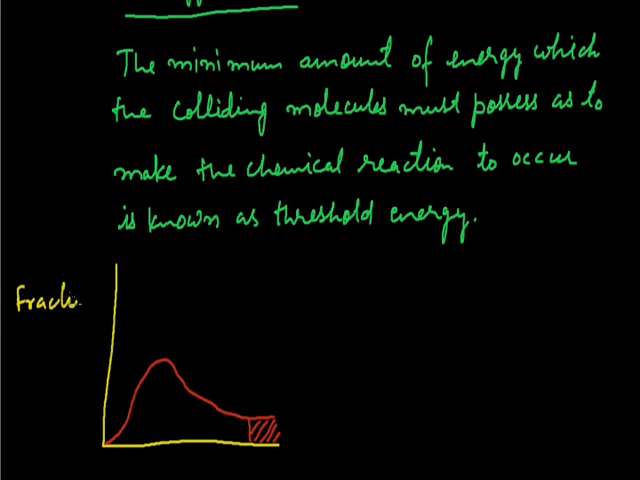 The minimum amount of energy which
the colliding molecules must possess as to
make the chemical reaction to occur
is known as threshold energy.
Fracti